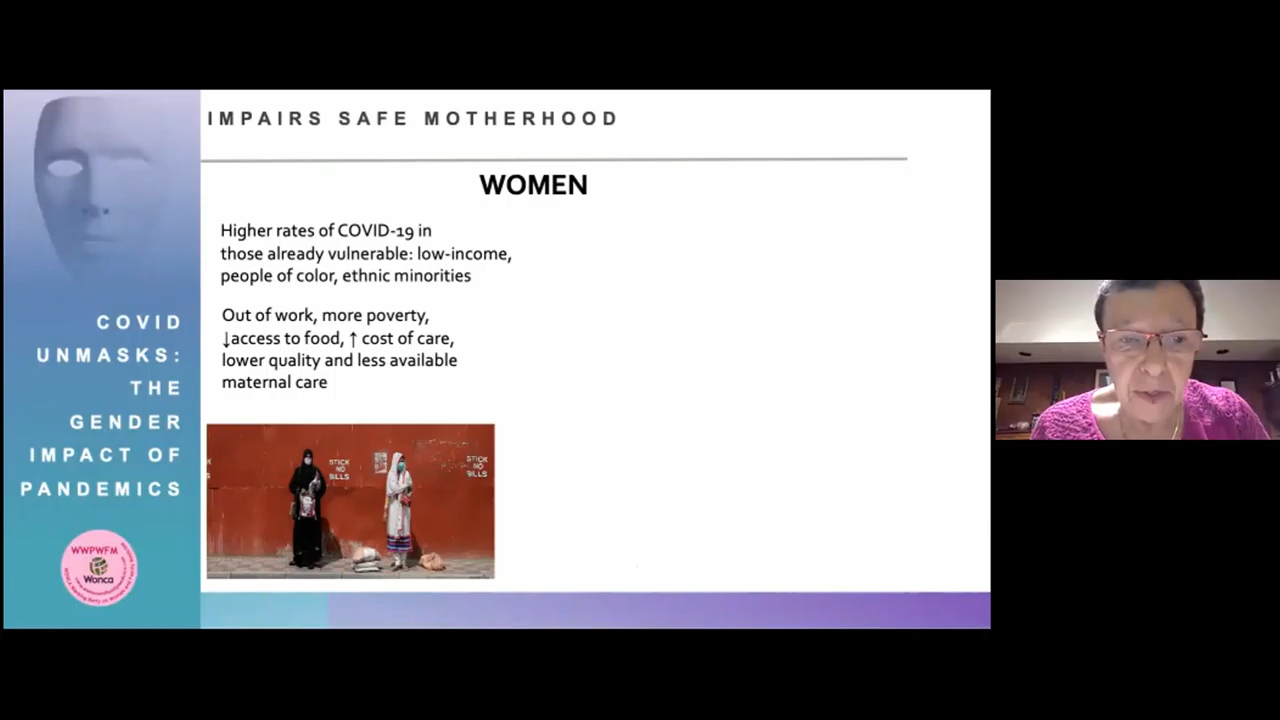 IMPAIRS SAFE MOTHERHOOD
WOMEN
Higher rates of COVID-19 in
those already vulnerable: low-income,
people of color, ethnic minorities
Out of work, more poverty,
↓access to food, ↑ cost of care,
lower quality and less available
maternal care
STICK
NO
BILLS
STICK
NO
BILLS
COVID
UNMASKS:
THE
GENDER
IMPACT OF
PANDEMICS
WWPWFM
Wonca